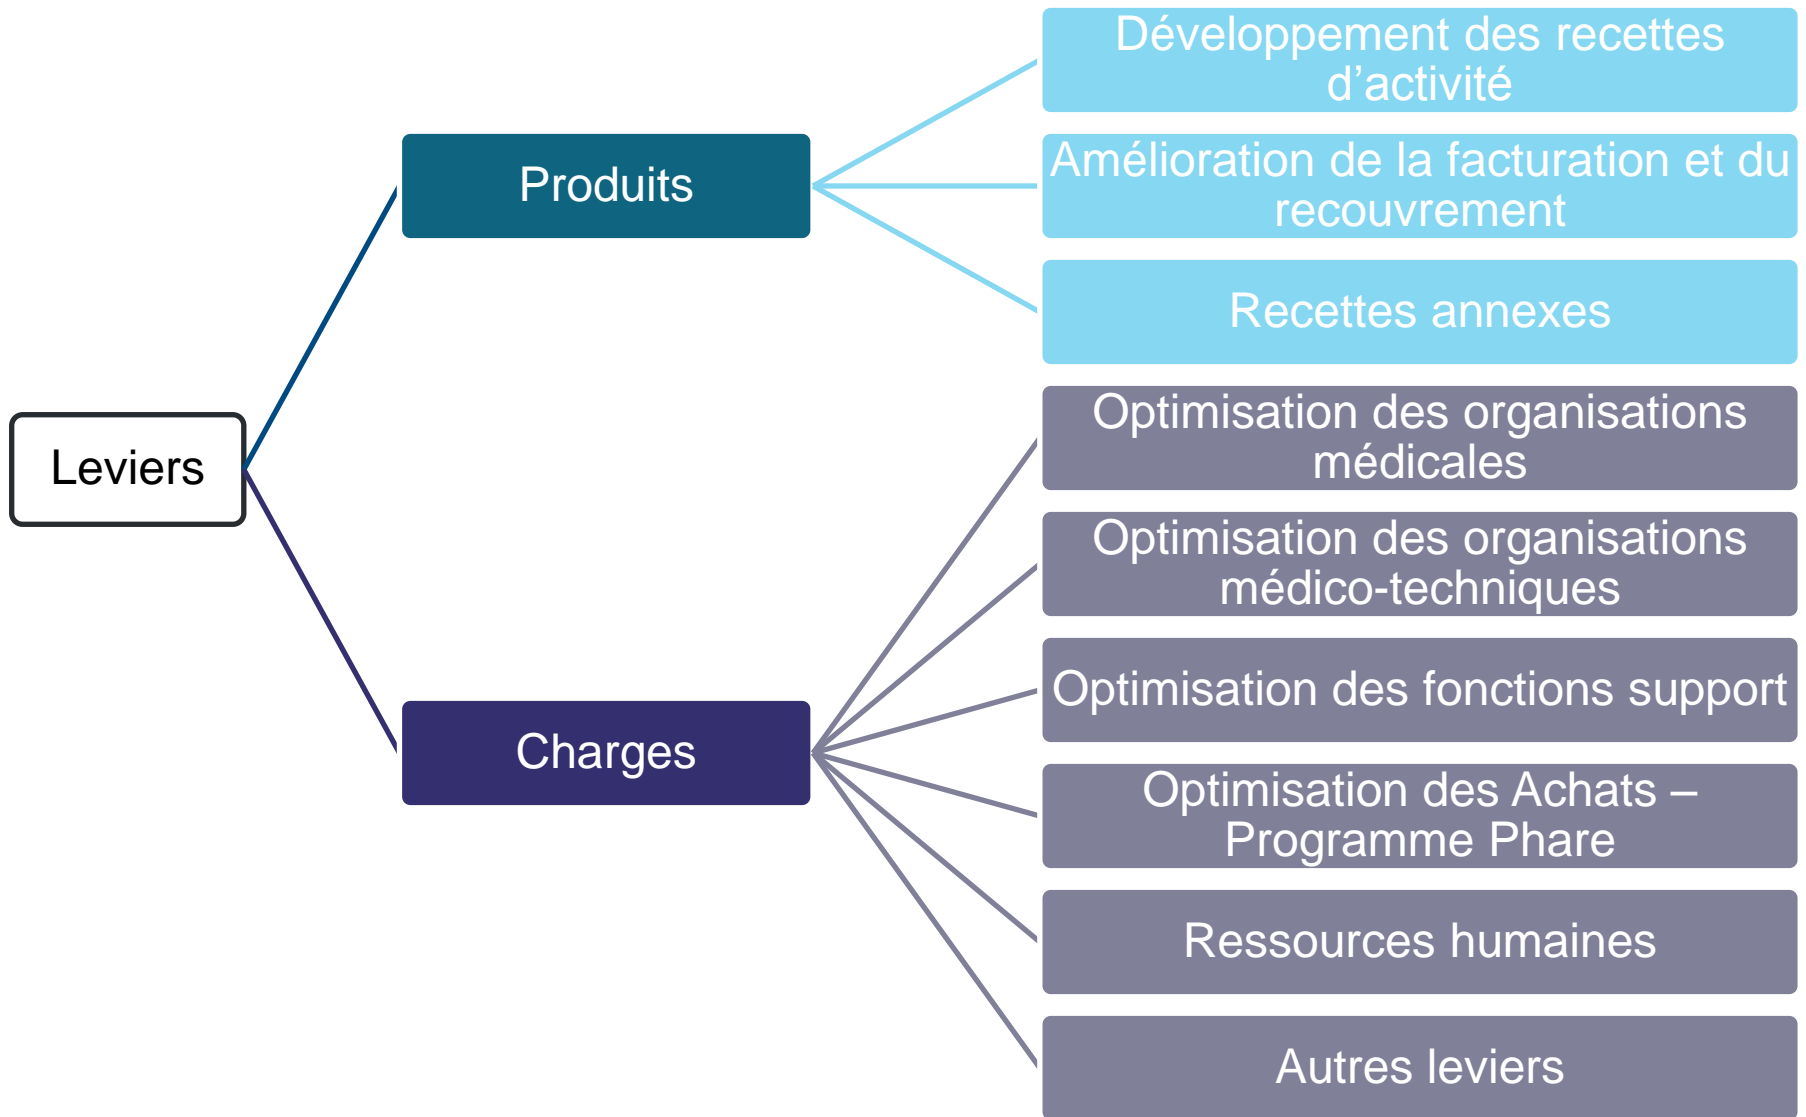 Leviers
Produits
Développement des recettes
d’activité
Amélioration de la facturation et du
recouvrement
Recettes annexes
Charges
Optimisation des organisations
médicales
Optimisation des organisations
médico-techniques
Optimisation des fonctions support
Optimisation des Achats –
Programme Phare
Ressources humaines
Autres leviers